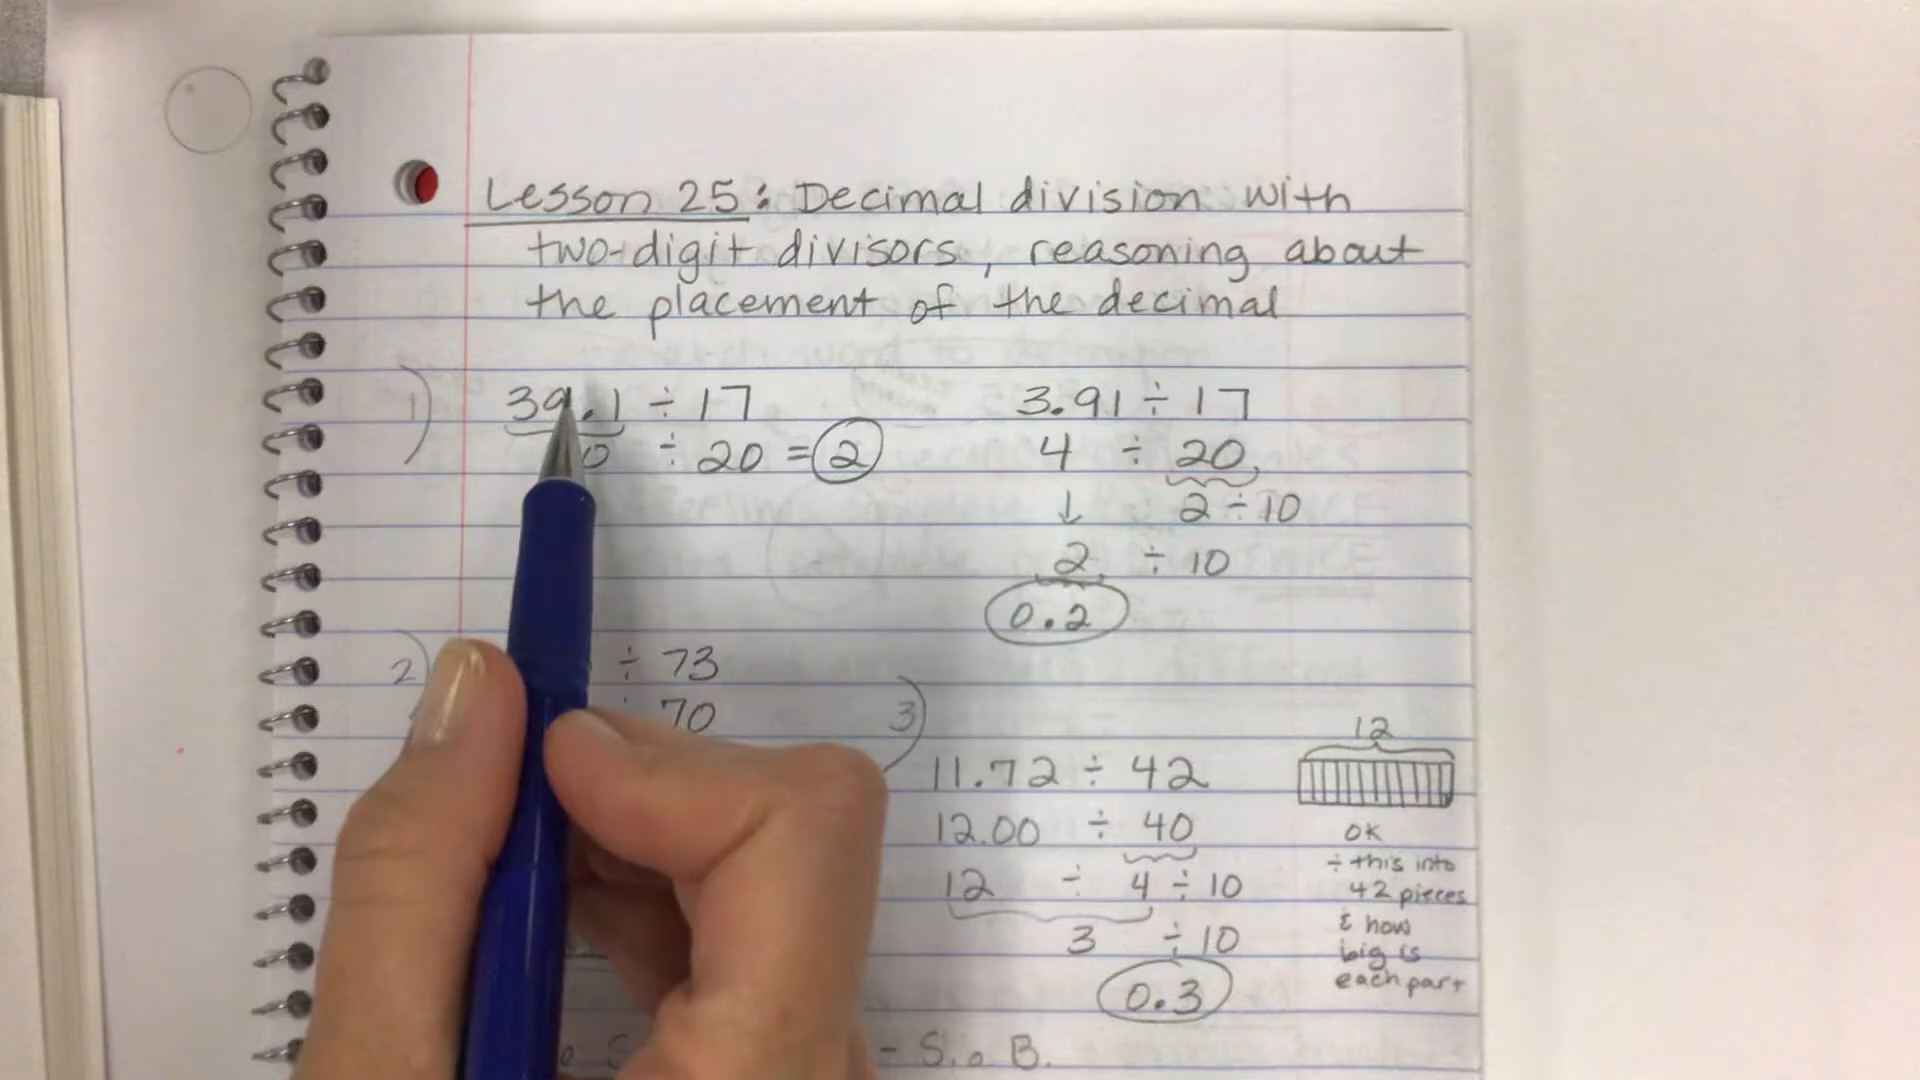 Lesson 25: Decimal division with
two-digit divisors, reasoning about
the placement of the decimal
1)
39.1 ÷ 17
÷ 20 = 2
3.91 ÷ 17
4 ÷ 20
↓ 2 ÷ 10
2 ÷ 10
0.2
2
÷ 73
÷ 70
3)
11.72 ÷ 42
12.00 ÷ 40
12 ÷ 4 ÷ 10
3 ÷ 10
0.3
12
OK
÷ this into
42 pieces
& how
big is
each part
- S.o B.